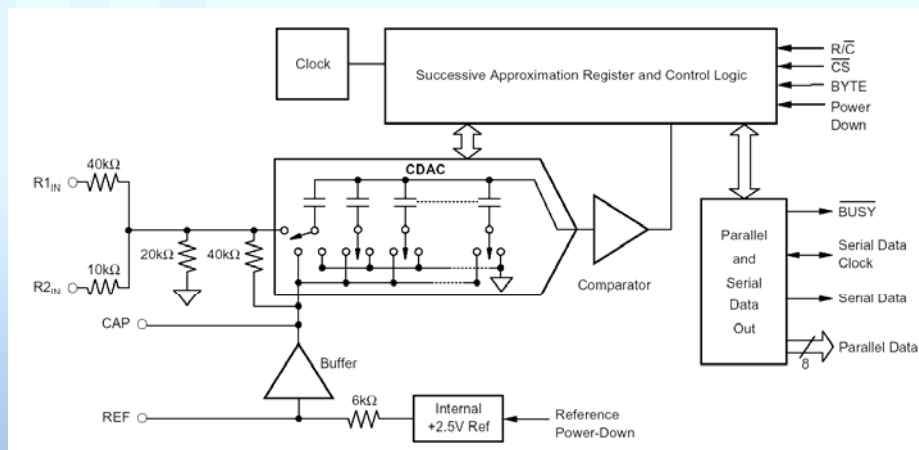 Clock
Successive Approximation Register and Control Logic
R/C̅
C̅S̅
BYTE
Power
Down
CDAC
40kΩ
R1IN
20kΩ
40kΩ
10kΩ
R2IN
CAP
Comparator
Buffer
REF
6kΩ
Internal
+2.5V Ref
Reference
Power-Down
Parallel
and
Serial
Data
Out
B̅U̅S̅Y̅
Serial Data
Clock
Serial Data
Parallel Data
8